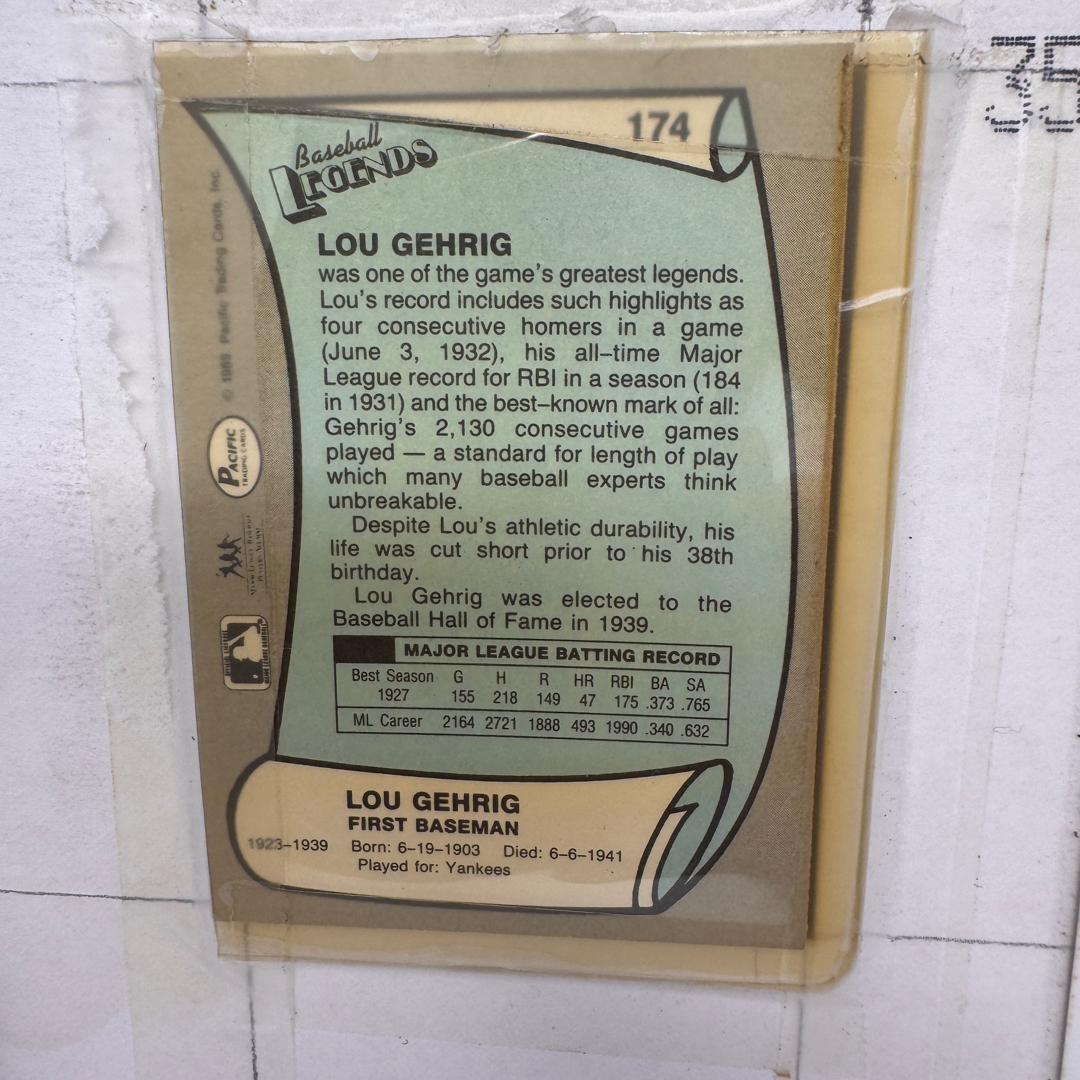 35
174
Baseball
LEGENDS
LOU GEHRIG
was one of the game's greatest legends.
Lou's record includes such highlights as
four consecutive homers in a game
(June 3, 1932), his all–time Major
League record for RBI in a season (184
in 1931) and the best–known mark of all:
Gehrig's 2,130 consecutive games
played — a standard for length of play
which many baseball experts think
unbreakable.
Despite Lou's athletic durability, his
life was cut short prior to his 38th
birthday.
Lou Gehrig was elected to the
Baseball Hall of Fame in 1939.
MAJOR LEAGUE BATTING RECORD
Best Season G H R HR RBI BA SA
1927 155 218 149 47 175 .373 .765
ML Career 2164 2721 1888 493 1990 .340 .632
LOU GEHRIG
FIRST BASEMAN
1923–1939 Born: 6–19–1903 Died: 6–6–1941
Played for: Yankees
Pacific Trading Cards, Inc.
PACIFIC
TRADING CARDS